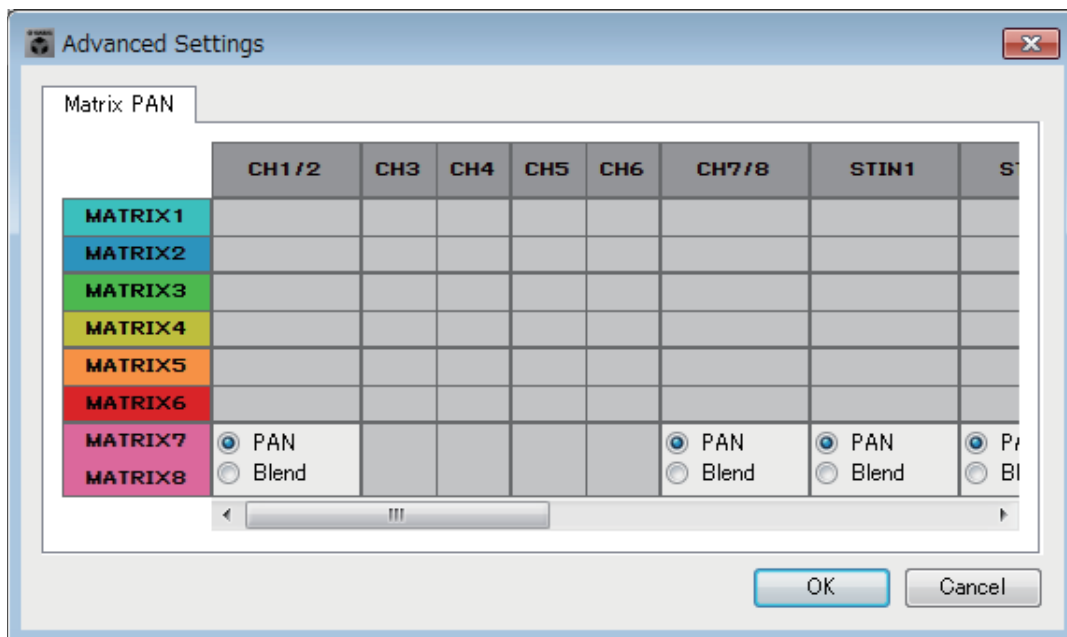 Advanced Settings
Matrix PAN
CH1/2 CH3 CH4 CH5 CH6 CH7/8 STIN1
MATRIX1
MATRIX2
MATRIX3
MATRIX4
MATRIX5
MATRIX6
MATRIX7 PAN PAN PAN
MATRIX8 Blend Blend Blend
OK Cancel